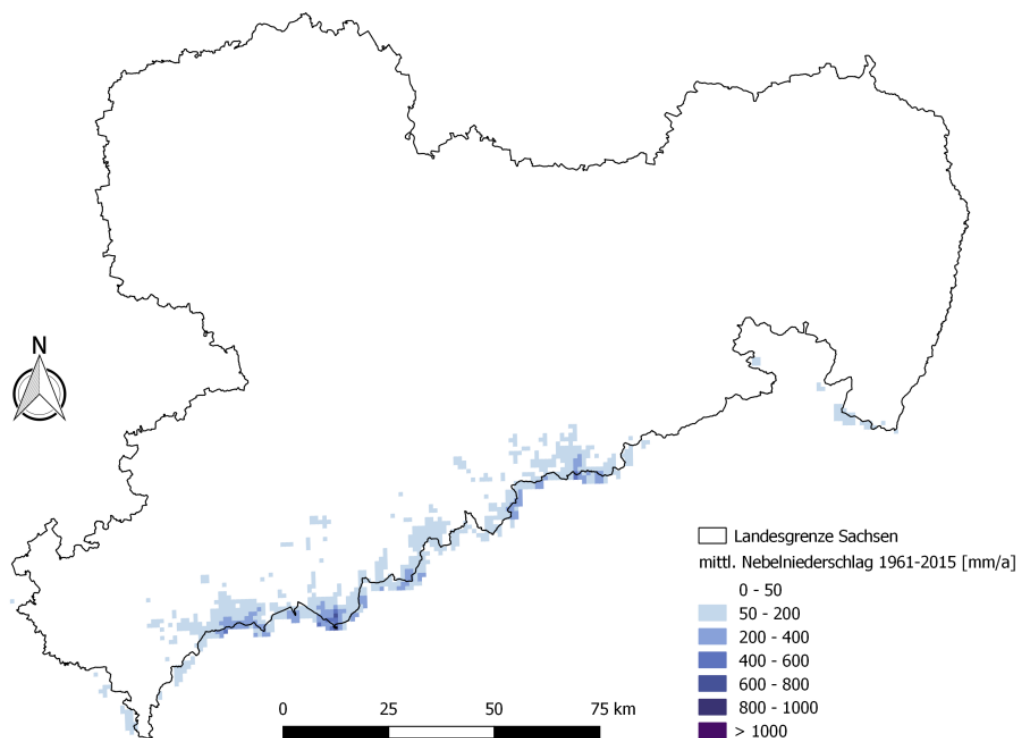 N
Landesgrenze Sachsen
mittl. Nebelniederschlag 1961-2015 [mm/a]
0 - 50
50 - 200
200 - 400
400 - 600
600 - 800
800 - 1000
> 1000
0 25 50 75 km